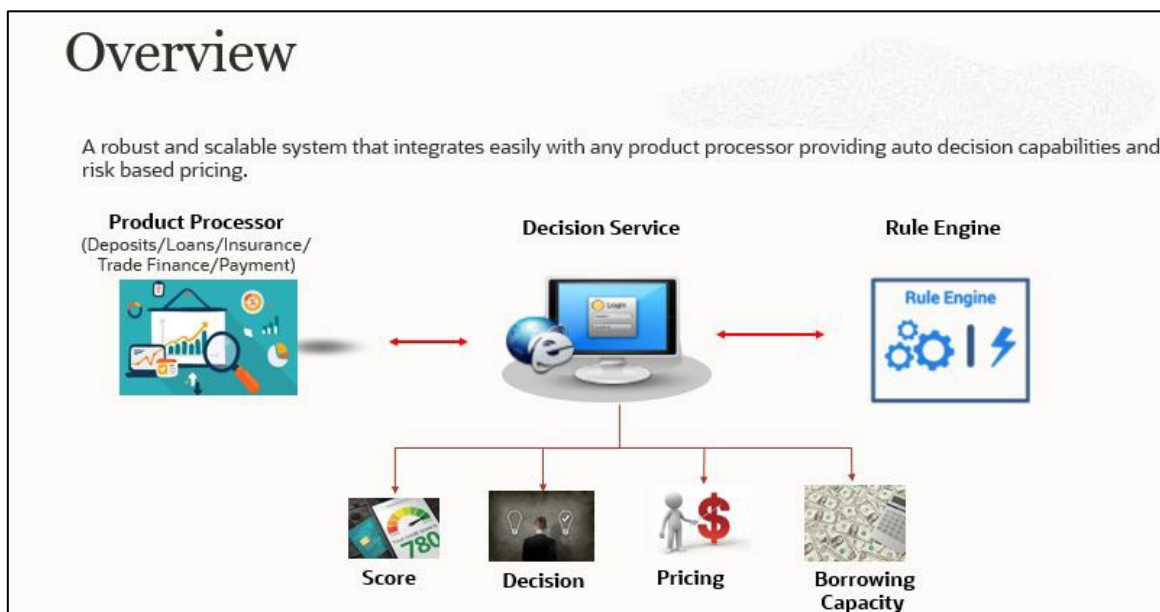 Overview
A robust and scalable system that integrates easily with any product processor providing auto decision capabilities and
risk based pricing.
Product Processor
(Deposits/Loans/Insurance/
Trade Finance/Payment)
Decision Service
Rule Engine
Login
Rule Engine
780
Score
Decision
Pricing
Borrowing
Capacity